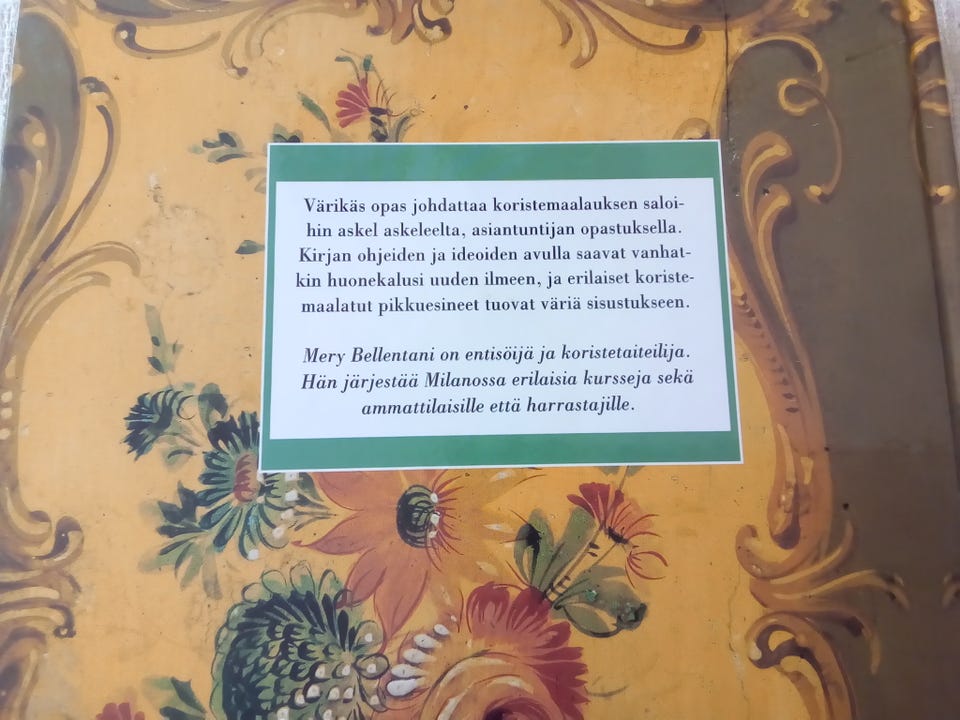 Värikäs opas johdattaa koristemaalauksen saloi-
hin askel askeleelta, asiantuntijan opastuksella.
Kirjan ohjeiden ja ideoiden avulla saavat vanhat-
kin huonekalusi uuden ilmeen, ja erilaiset koriste-
maalatut pikkuesineet tuovat väriä sisustukseen.
Mery Bellentani on entisöijä ja koristetaiteilija.
Hän järjestää Milanossa erilaisia kursseja sekä
ammattilaisille että harrastajille.